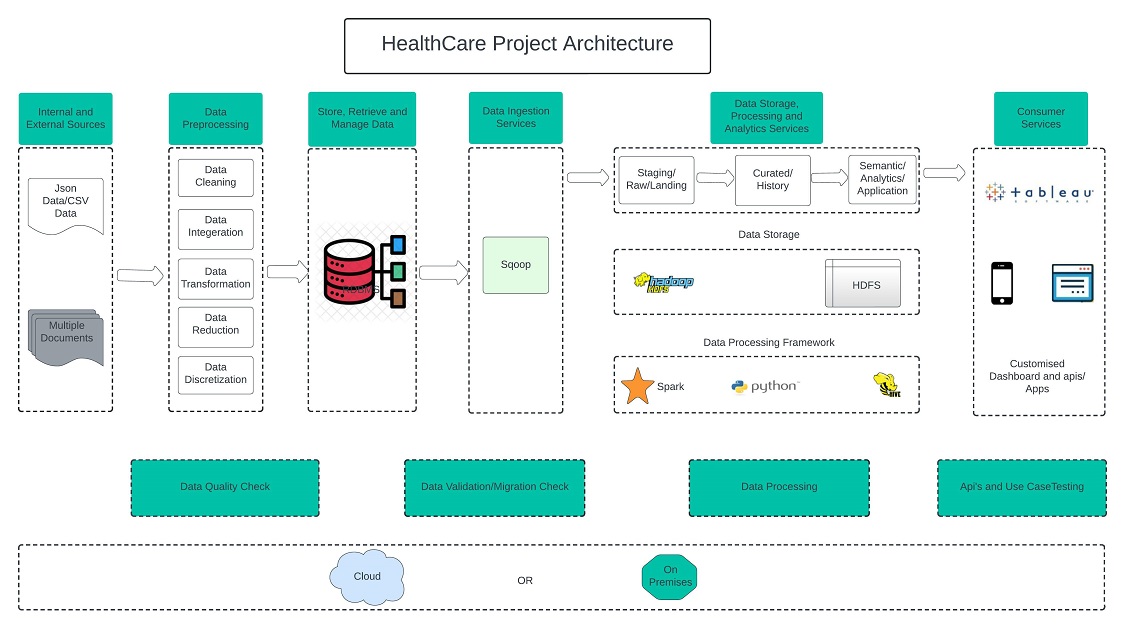 HealthCare Project Architecture
Internal and
External Sources
Data
Preprocessing
Store, Retrieve and
Manage Data
Data Ingestion
Services
Data Storage,
Processing and
Analytics Services
Consumer
Services
Json
Data/CSV
Data
Multiple
Documents
Data
Cleaning
Data
Integeration
Data
Transformation
Data
Reduction
Data
Discretization
RDBMS
Sqoop
Staging/
Raw/Landing
Curated/
History
Semantic/
Analytics/
Application
Data Storage
hadoop
HDFS
HDFS
Data Processing Framework
Spark
python
HIVE
tableau
SOFTWARE
Customised
Dashboard and apis/
Apps
Data Quality Check
Data Validation/Migration Check
Data Processing
Api's and Use CaseTesting
Cloud
OR
On
Premises